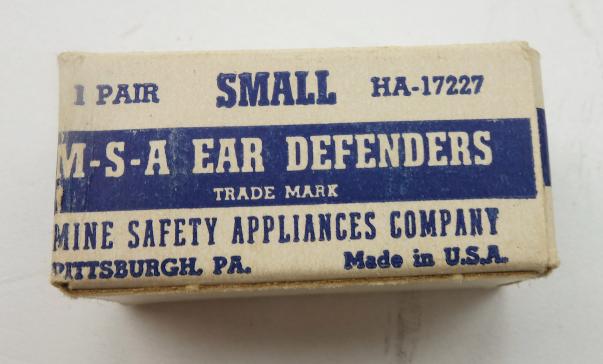 1 PAIR SMALL HA-17227
M-S-A EAR DEFENDERS
TRADE MARK
MINE SAFETY APPLIANCES COMPANY
PITTSBURGH, PA. Made in U.S.A.